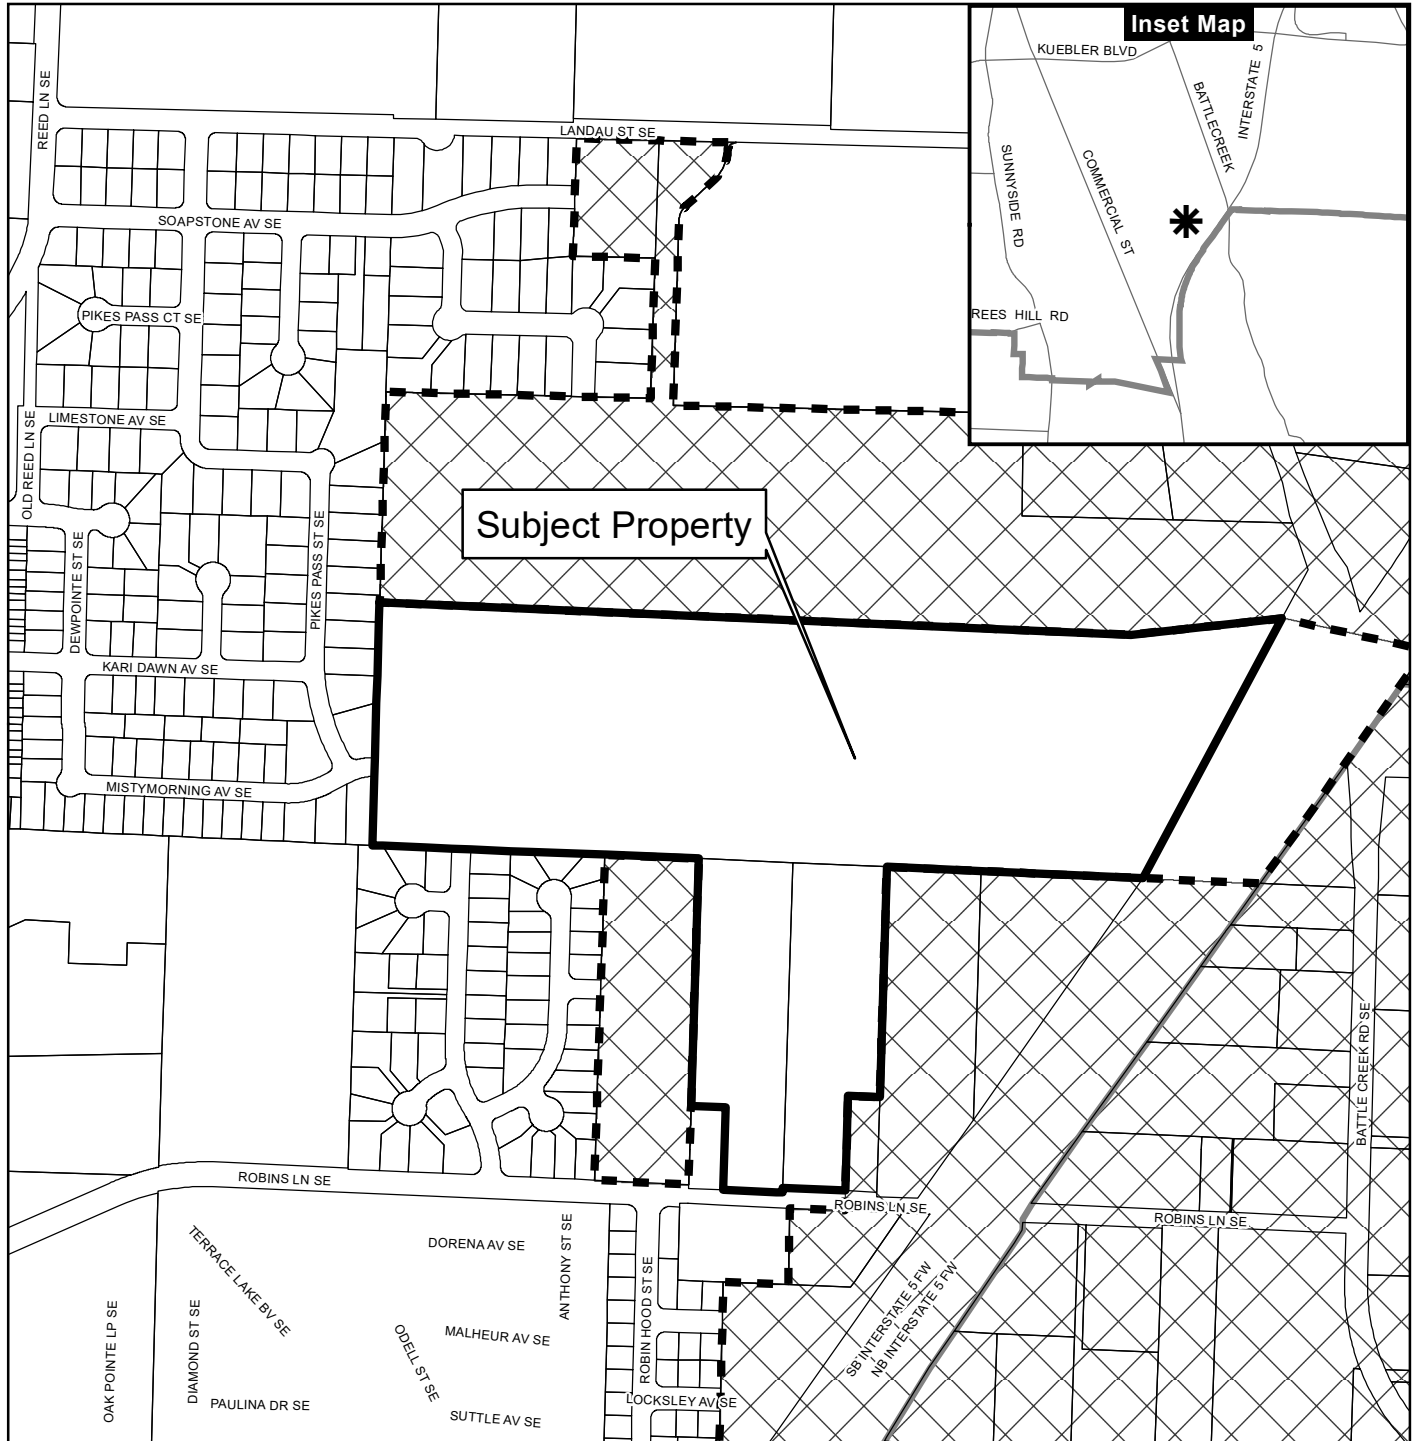 Inset Map
KUEBLER BLVD
INTERSTATE 5
BATTLECREEK
SUNNYSIDE RD
COMMERCIAL ST
REES HILL RD
REED LN SE
LANDAU ST SE
SOAPSTONE AV SE
PIKES PASS CT SE
LIMESTONE AV SE
OLD REED LN SE
Subject Property
DEWPOINTE ST SE
PIKES PASS ST SE
KARI DAWN AV SE
MISTYMORNING AV SE
BATTLE CREEK RD SE
ROBINS LN SE
ROBINS LN SE
ROBINS LN SE
TERRACE LAKE BV SE
DORENA AV SE
ANTHONY ST SE
ROBIN HOOD ST SE
SB INTERSTATE 5 FW
NB INTERSTATE 5 FW
OAK POINTE LP SE
DIAMOND ST SE
ODELL ST SE
MALHEUR AV SE
PAULINA DR SE
SUTTLE AV SE
LOCKSLEY AV SE